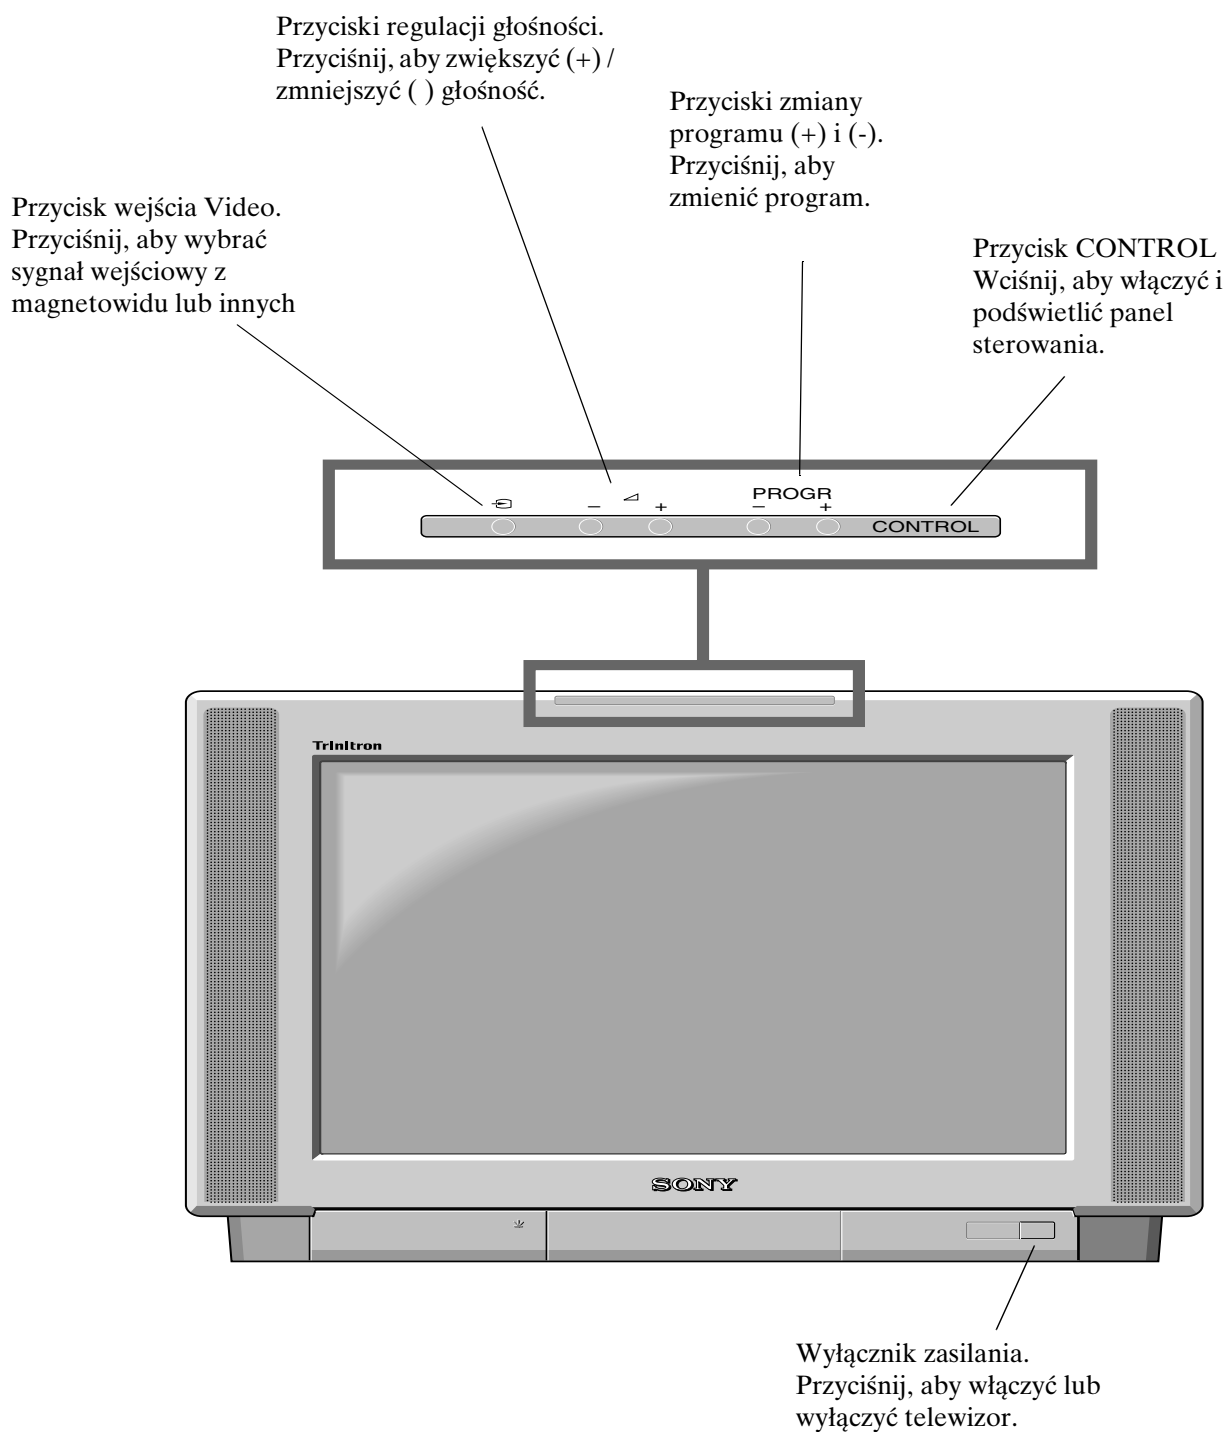 Przyciski regulacji głośności.
Przyciśnij, aby zwiększyć (+) /
zmniejszyć ( ) głośność.
Przyciski zmiany
programu (+) i (-).
Przyciśnij, aby
zmienić program.
Przycisk wejścia Video.
Przyciśnij, aby wybrać
sygnał wejściowy z
magnetowidu lub innych
Przycisk CONTROL
Wciśnij, aby włączyć i
podświetlić panel
sterowania.
PROGR
− + − +
CONTROL
Trinitron
SONY
Wyłącznik zasilania.
Przyciśnij, aby włączyć lub
wyłączyć telewizor.